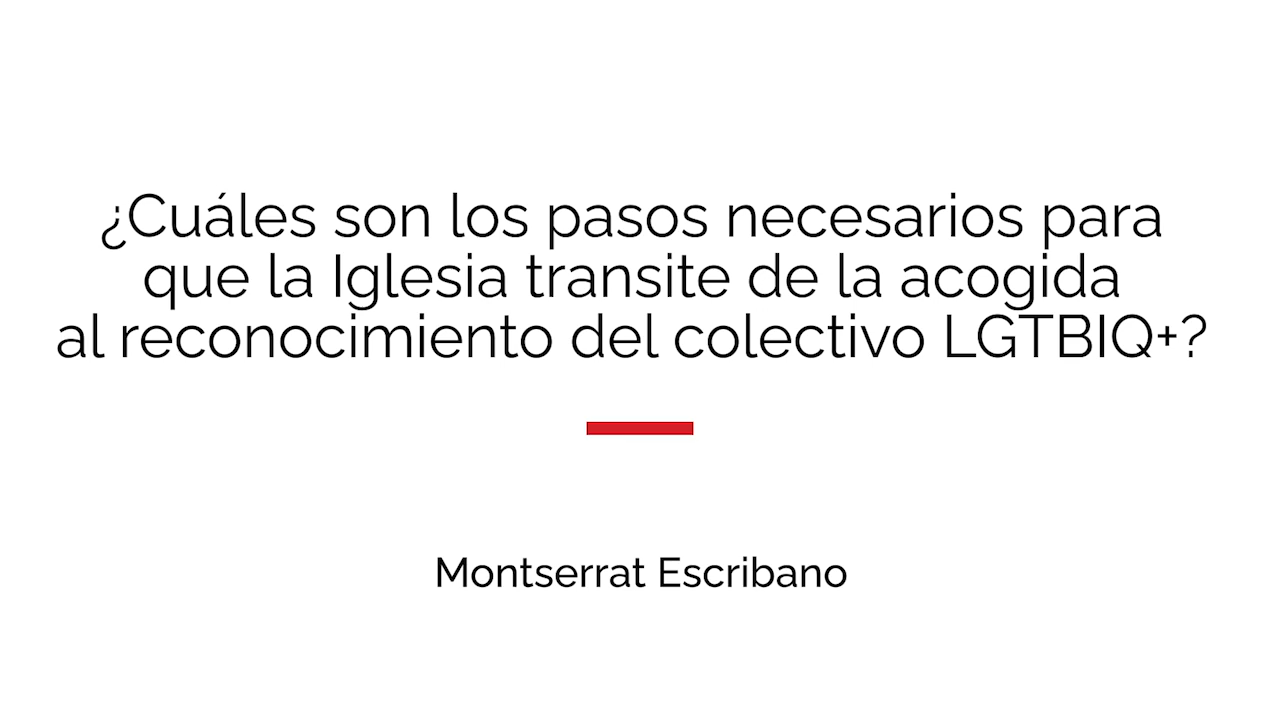 ¿Cuáles son los pasos necesarios para
que la Iglesia transite de la acogida
al reconocimiento del colectivo LGTBIQ+?
Montserrat Escribano